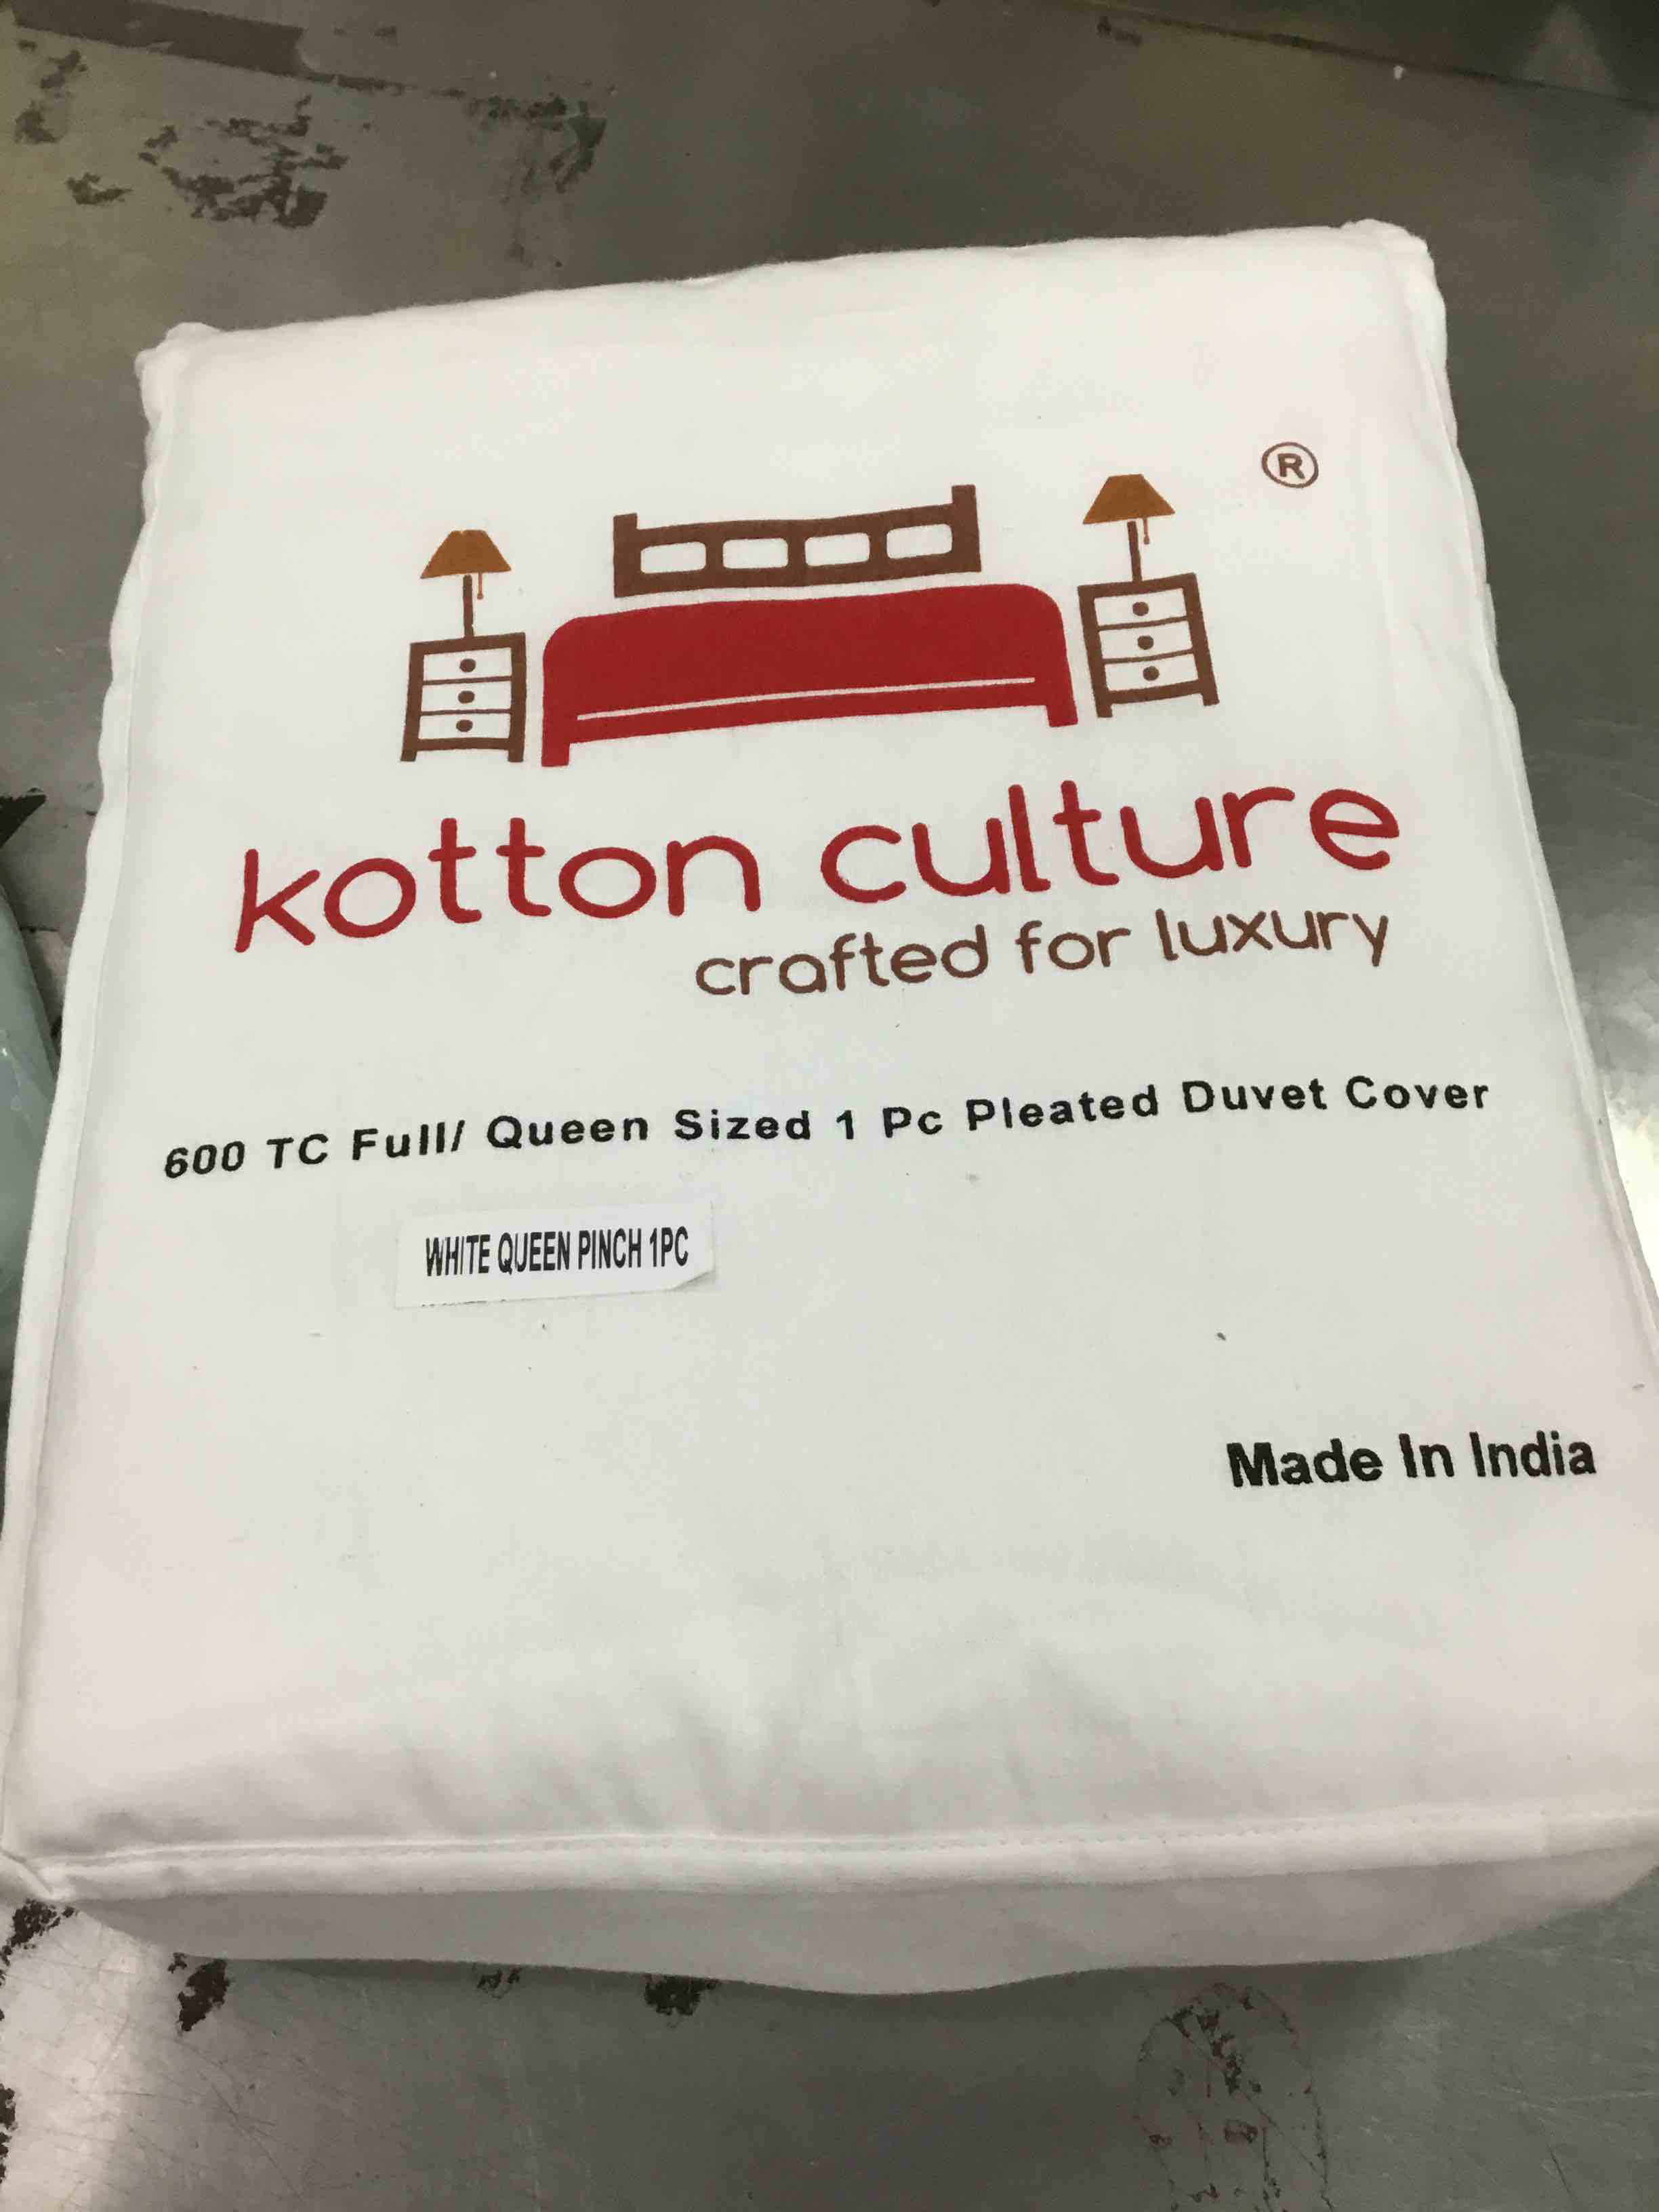 ®
kotton culture
crafted for luxury
600 TC Full/ Queen Sized 1 Pc Pleated Duvet Cover
WHITE QUEEN PINCH 1PC
Made In India